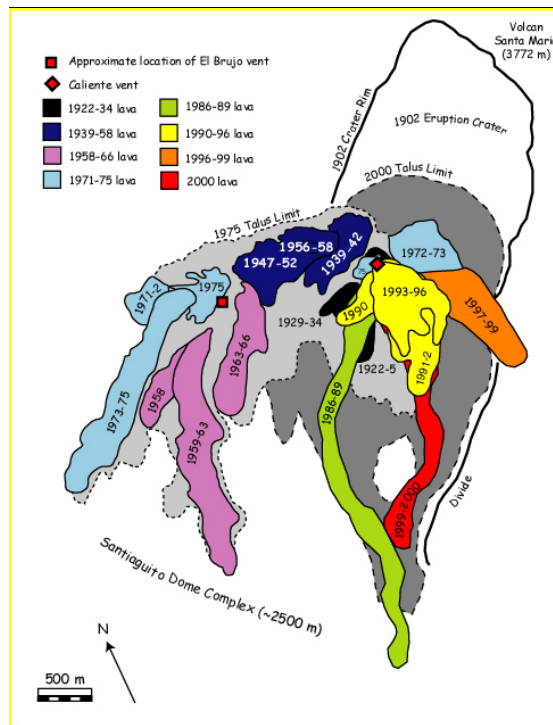 Volcan
Santa Maria
(3772 m)
Approximate location of El Brujo vent
Caliente vent
1922-34 lava
1939-58 lava
1958-66 lava
1971-75 lava
1986-89 lava
1990-96 lava
1996-99 lava
2000 lava
1902 Crater Rim
1902 Eruption Crater
2000 Talus Limit
1975 Talus Limit
1956-58
1947-52
1939-42
1972-73
75
1971-2
1975
1993-96
1990
1997-99
1929-34
1963-66
1922-5
1991-2
1958
1973-75
1959-63
1986-89
1999-2000
Divide
Santiaguito Dome Complex (~2500 m)
N
500 m